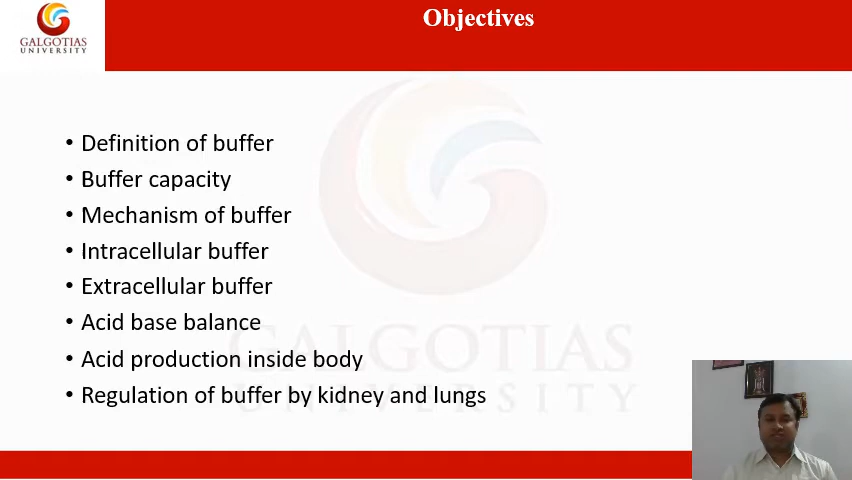 Objectives
GALGOTIAS
UNIVERSITY
• Definition of buffer
• Buffer capacity
• Mechanism of buffer
• Intracellular buffer
• Extracellular buffer
• Acid base balance
• Acid production inside body
• Regulation of buffer by kidney and lungs
GALGOTIAS
UNIVERSITY